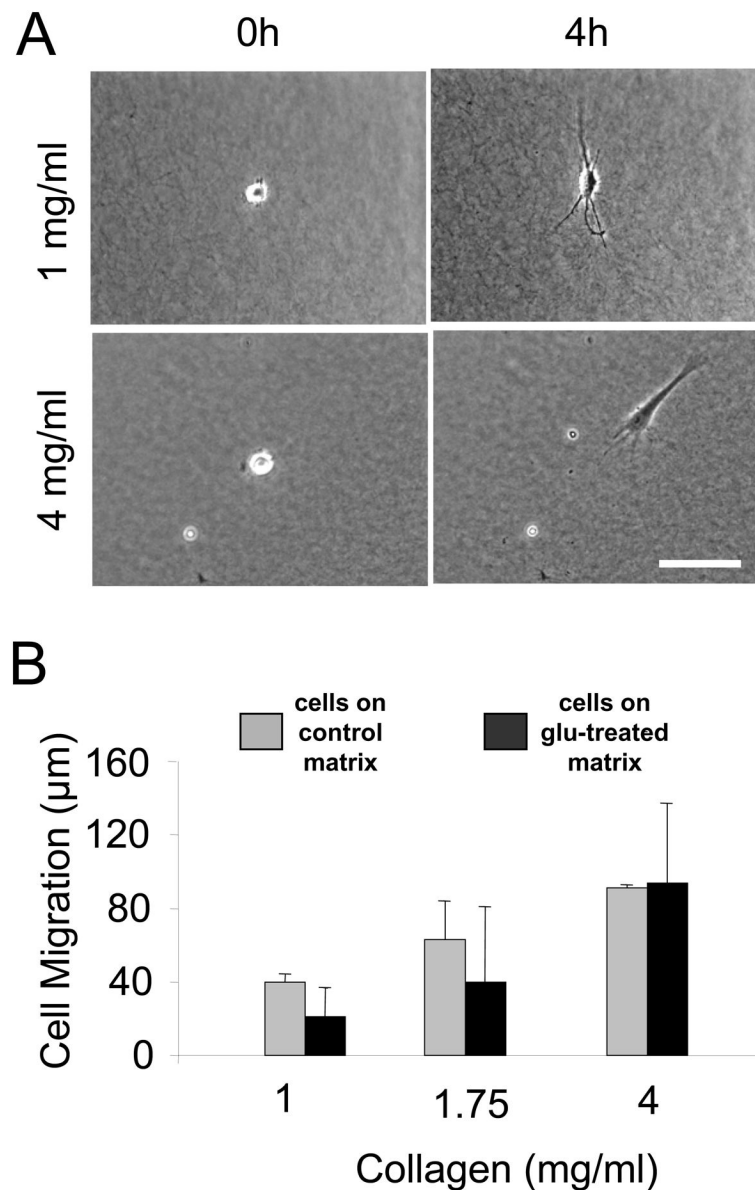 A
0h 4h
1 mg/ml
4 mg/ml
B
cells on
control
matrix
cells on
glu-treated
matrix
Cell Migration (μm)
160
120
80
40
0
1 1.75 4
Collagen (mg/ml)